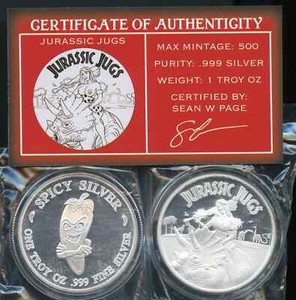 CERTIFICATE OF AUTHENTICITY
JURASSIC JUGS
JURASSIC JUGS
MAX MINTAGE: 500
PURITY: .999 SILVER
WEIGHT: 1 TROY OZ
CERTIFIED BY:
SEAN W PAGE
SPICY SILVER
ONE TROY OZ .999 FINE SILVER
JURASSIC JUGS